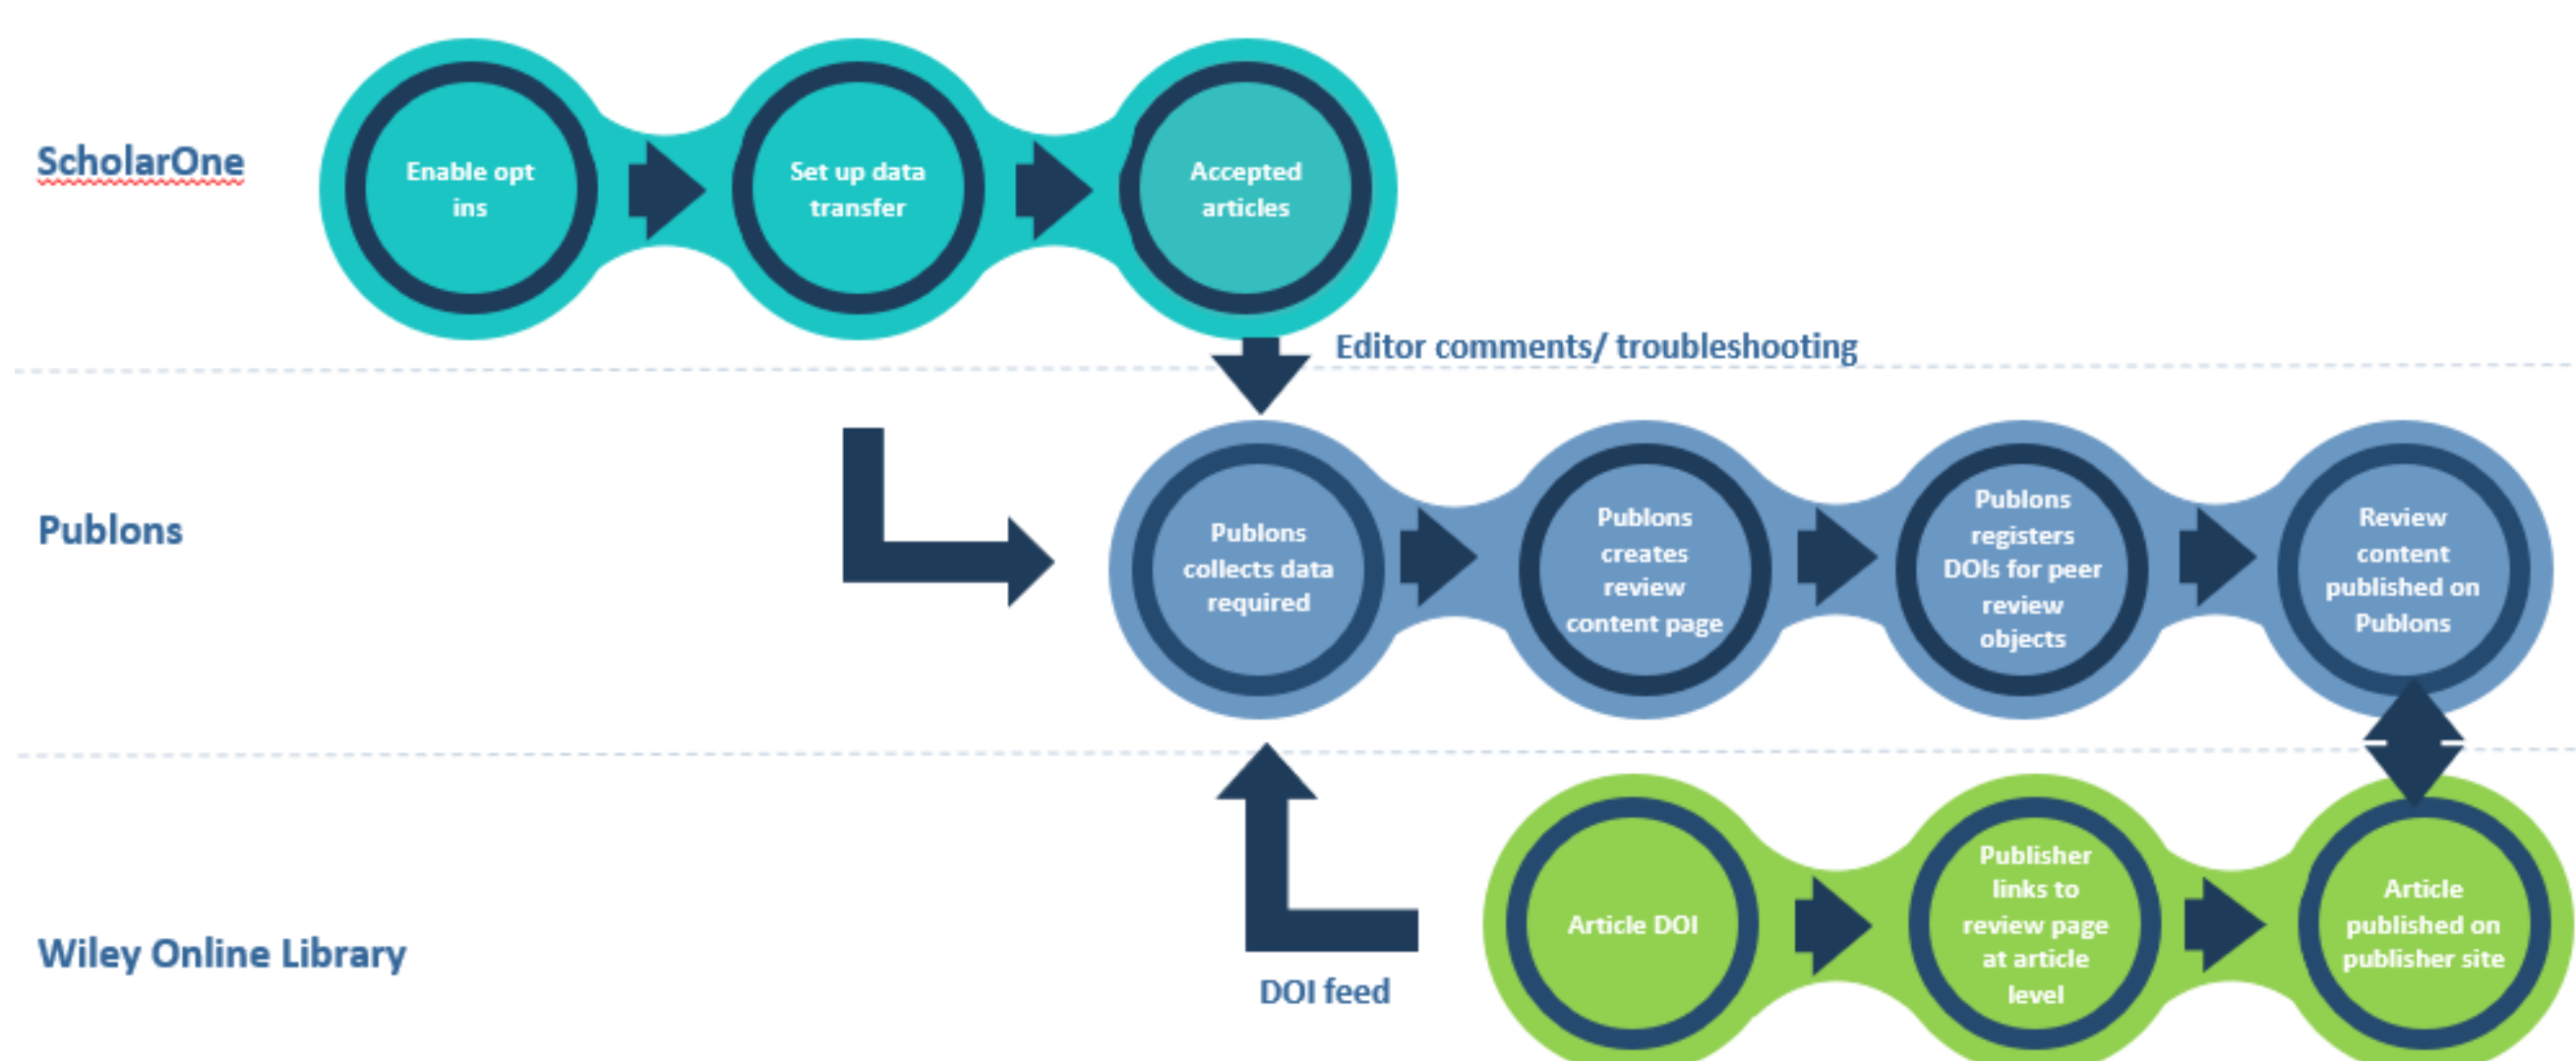 ScholarOne
Enable opt
ins
Set up data
transfer
Accepted
articles
Editor comments/ troubleshooting
Publons
Publons
collects data
required
Publons
creates
review
content page
Publons
registers
DOIs for peer
review
objects
Review
content
published on
Publons
Wiley Online Library
DOI feed
Article DOI
Publisher
links to
review page
at article
level
Article
published on
publisher site